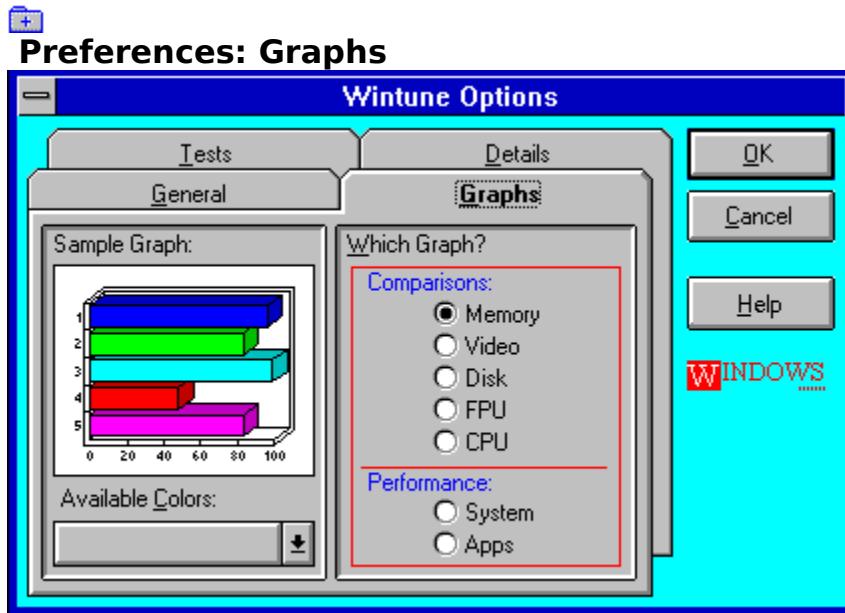 Preferences: Graphs
Wintune Options
Tests
Details
General
Graphs
Sample Graph:
1
2
3
4
5
0 20 40 60 80 100
Available Colors:
Which Graph?
Comparisons:
Memory
Video
Disk
FPU
CPU
Performance:
System
Apps
OK
Cancel
Help
WINDOWS